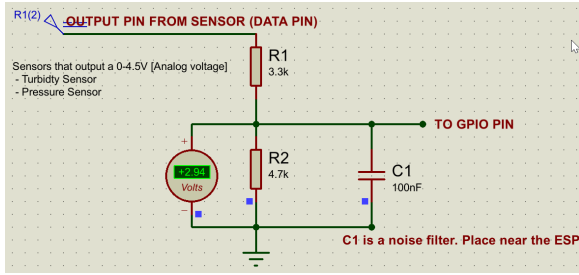 R1(2)
OUTPUT PIN FROM SENSOR (DATA PIN)
R1
3.3k
Sensors that output a 0-4.5V [Analog voltage]
- Turbidty Sensor
- Pressure Sensor
TO GPIO PIN
+
+2.94
Volts
R2
4.7k
C1
100nF
C1 is a noise filter. Place near the ESP